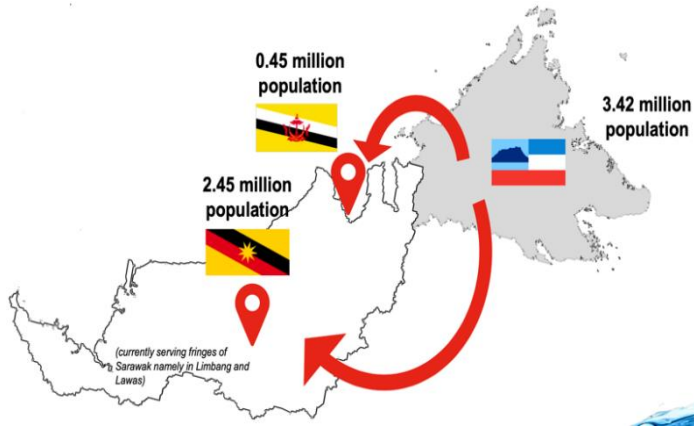 0.45 million
population
3.42 million
population
2.45 million
population
(currently serving fringes of
Sarawak namely in Limbang and
Lawas)